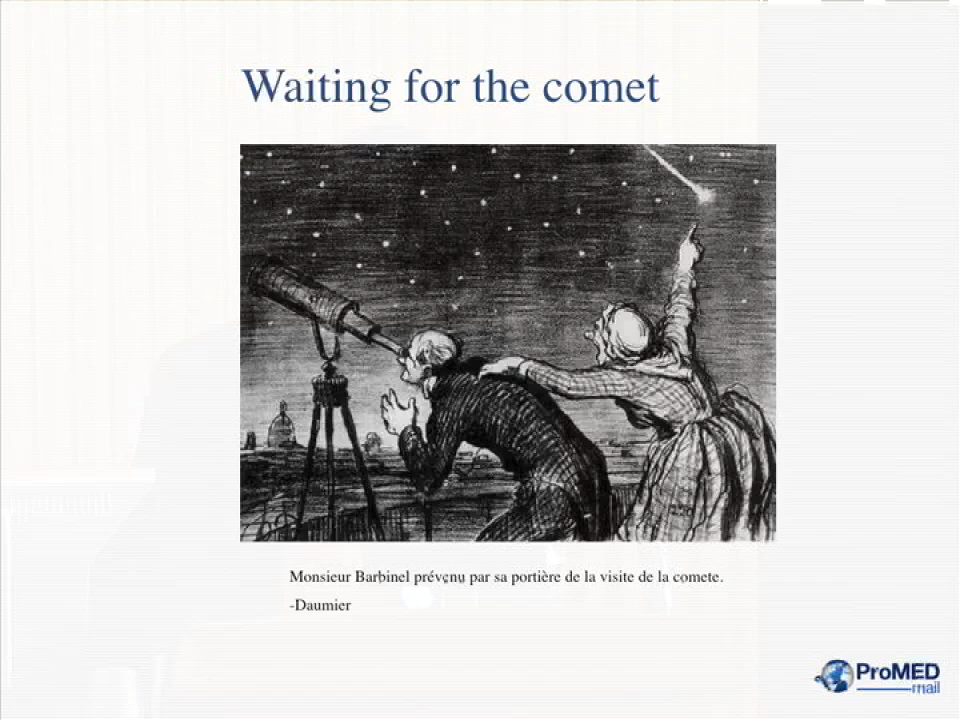 Waiting for the comet
Monsieur Barbinel prévenu par sa portière de la visite de la comete.
-Daumier
ProMED
mail